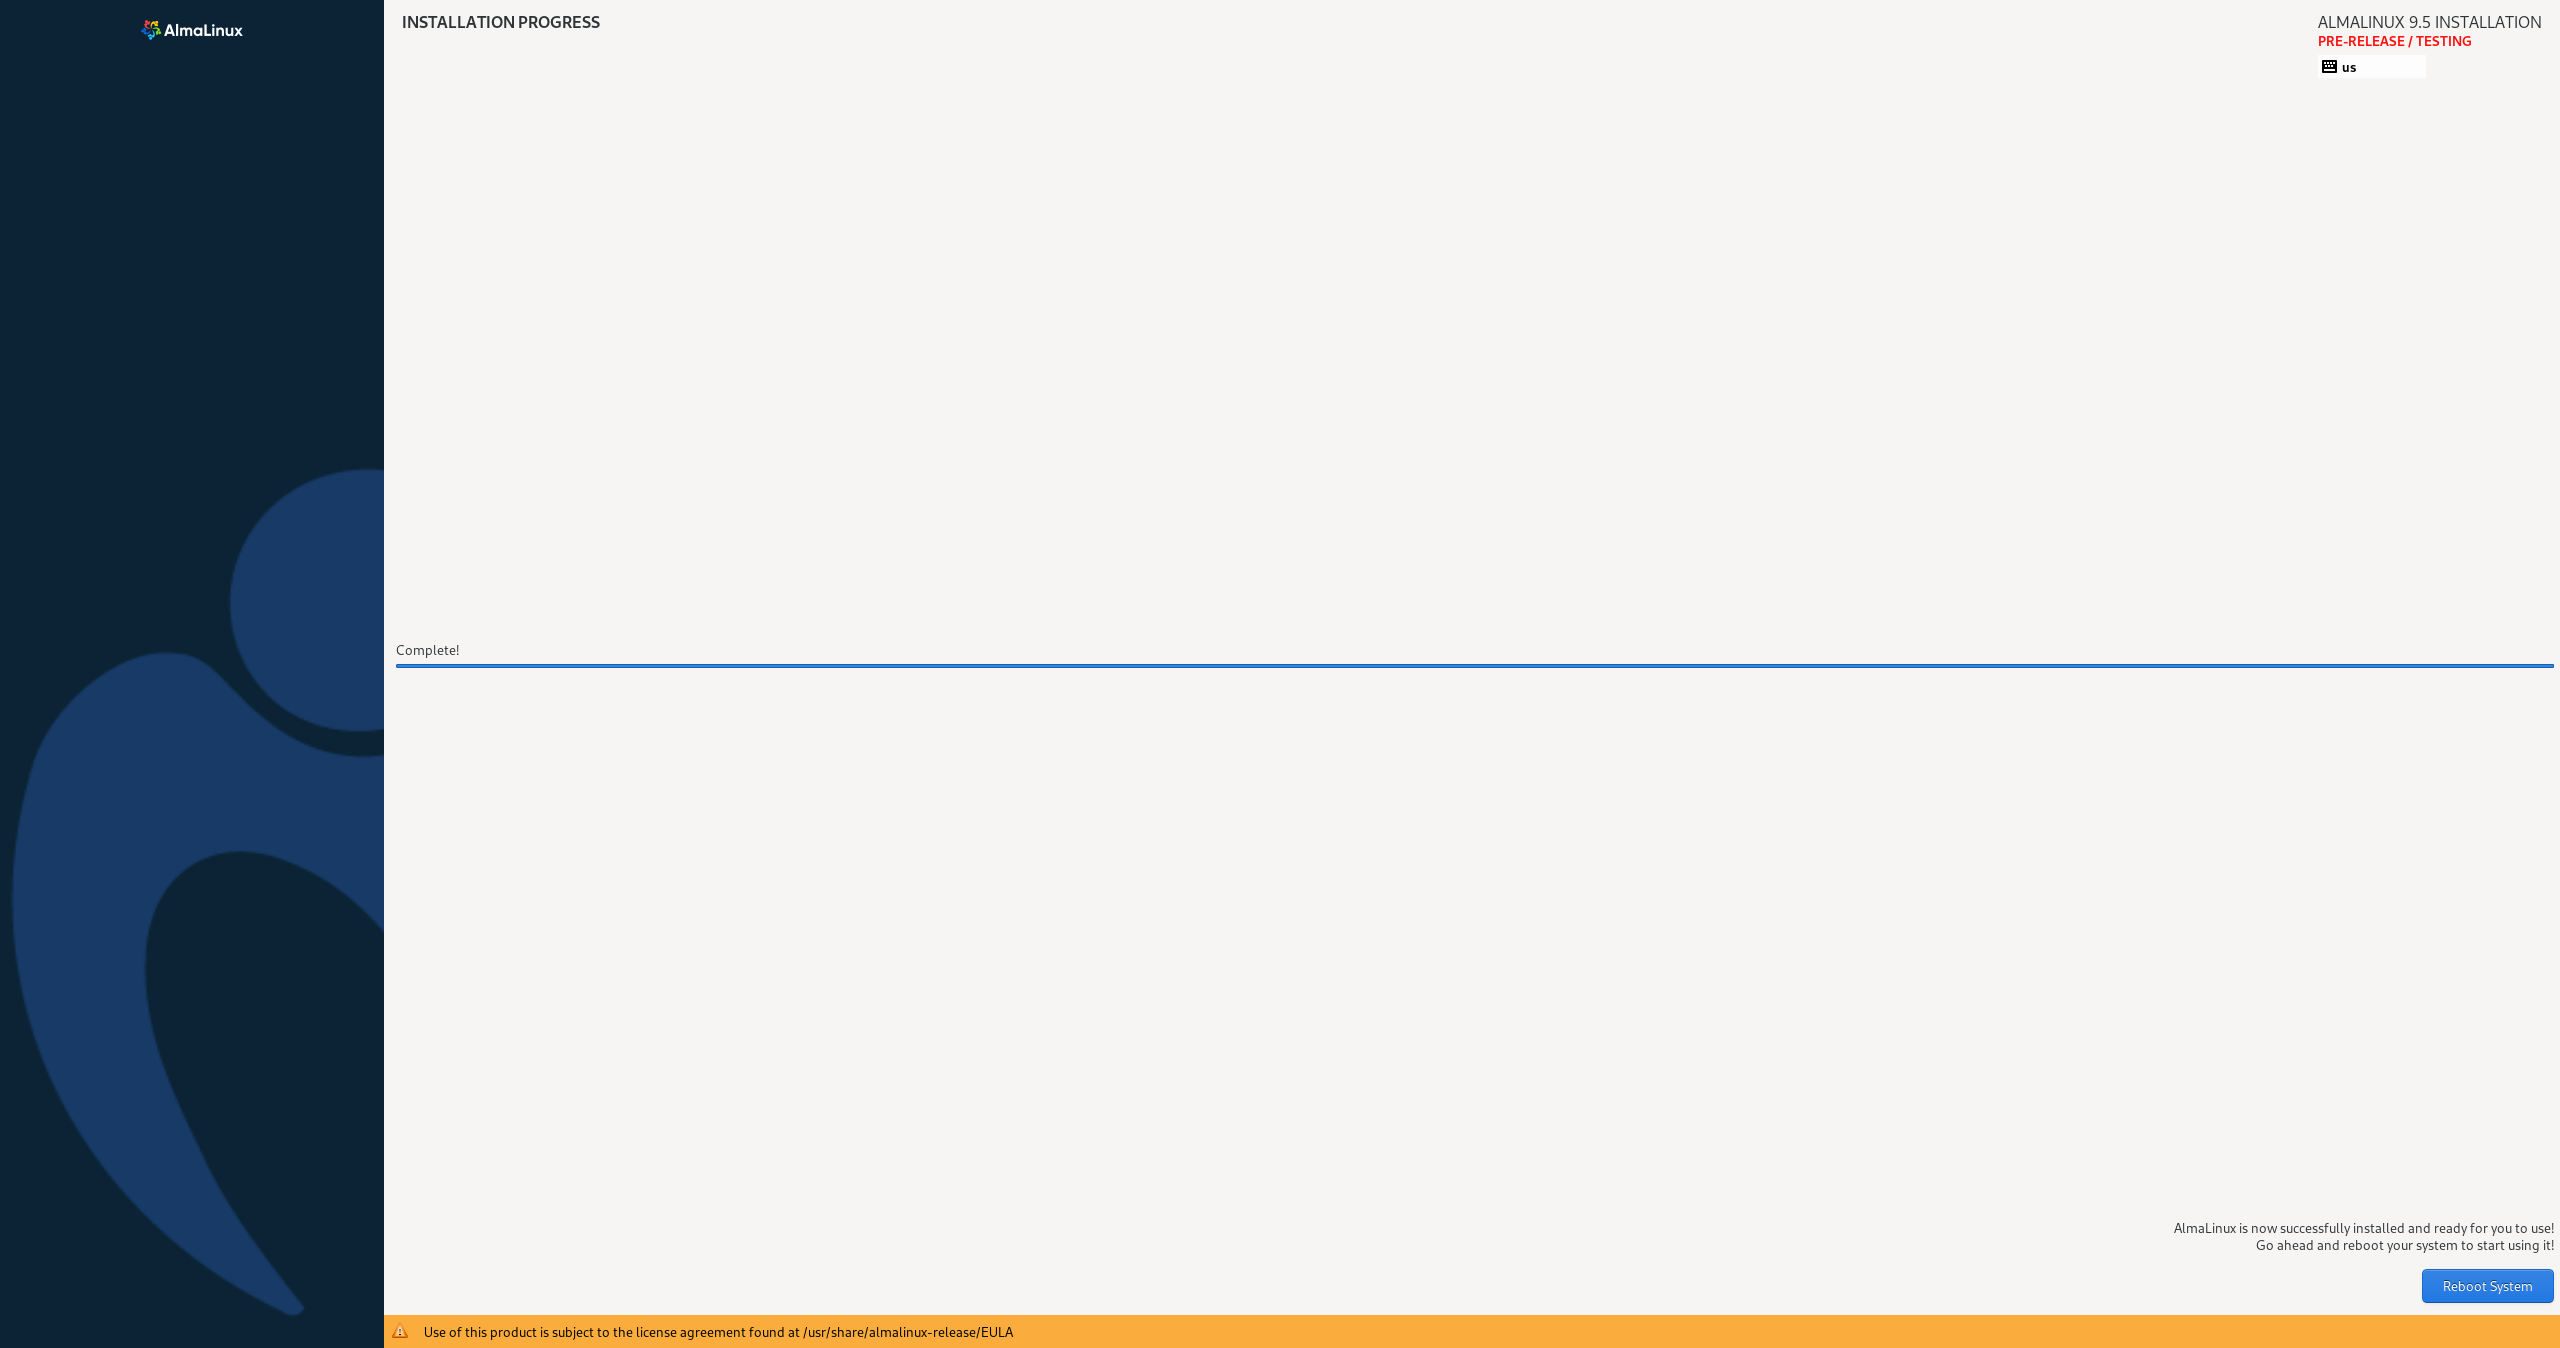 AlmaLinux
INSTALLATION PROGRESS
ALMALINUX 9.5 INSTALLATION
PRE-RELEASE / TESTING
us
Complete!
AlmaLinux is now successfully installed and ready for you to use!
Go ahead and reboot your system to start using it!
Reboot System
Use of this product is subject to the license agreement found at /usr/share/almalinux-release/EULA